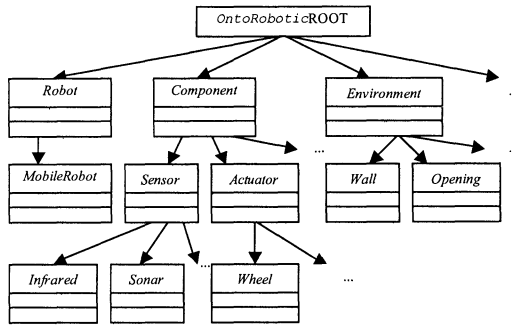 OntoRoboticROOT
Robot
Component
Environment
.
...
.
MobileRobot
Sensor
Actuator
Wall
Opening
...
...
Infrared
Sonar
Wheel